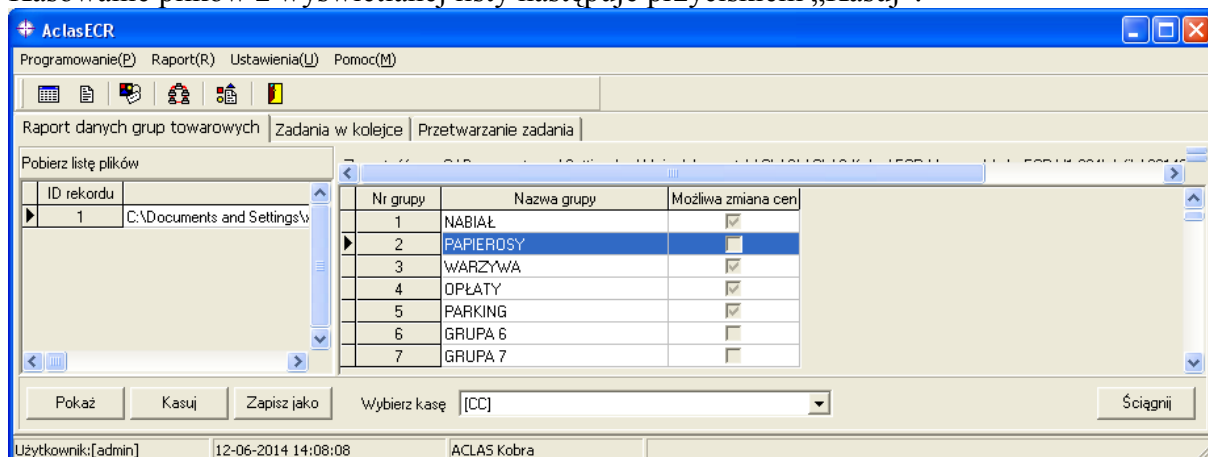 AclasECR
Programowanie(P) Raport(R) Ustawienia(U) Pomoc(M)
Raport danych grup towarowych Zadania w kolejce Przetwarzanie zadania
Pobierz listę plików
ID rekordu
1 C:\Documents and Settings\
Nr grupy Nazwa grupy Możliwa zmiana cen
1 NABIAŁ
2 PAPIEROSY
3 WARZYWA
4 OPŁATY
5 PARKING
6 GRUPA 6
7 GRUPA 7
Pokaż Kasuj Zapisz jako Wybierz kasę [CC] Ściągnij
Użytkownik:[admin] 12-06-2014 14:08:08 ACLAS Kobra